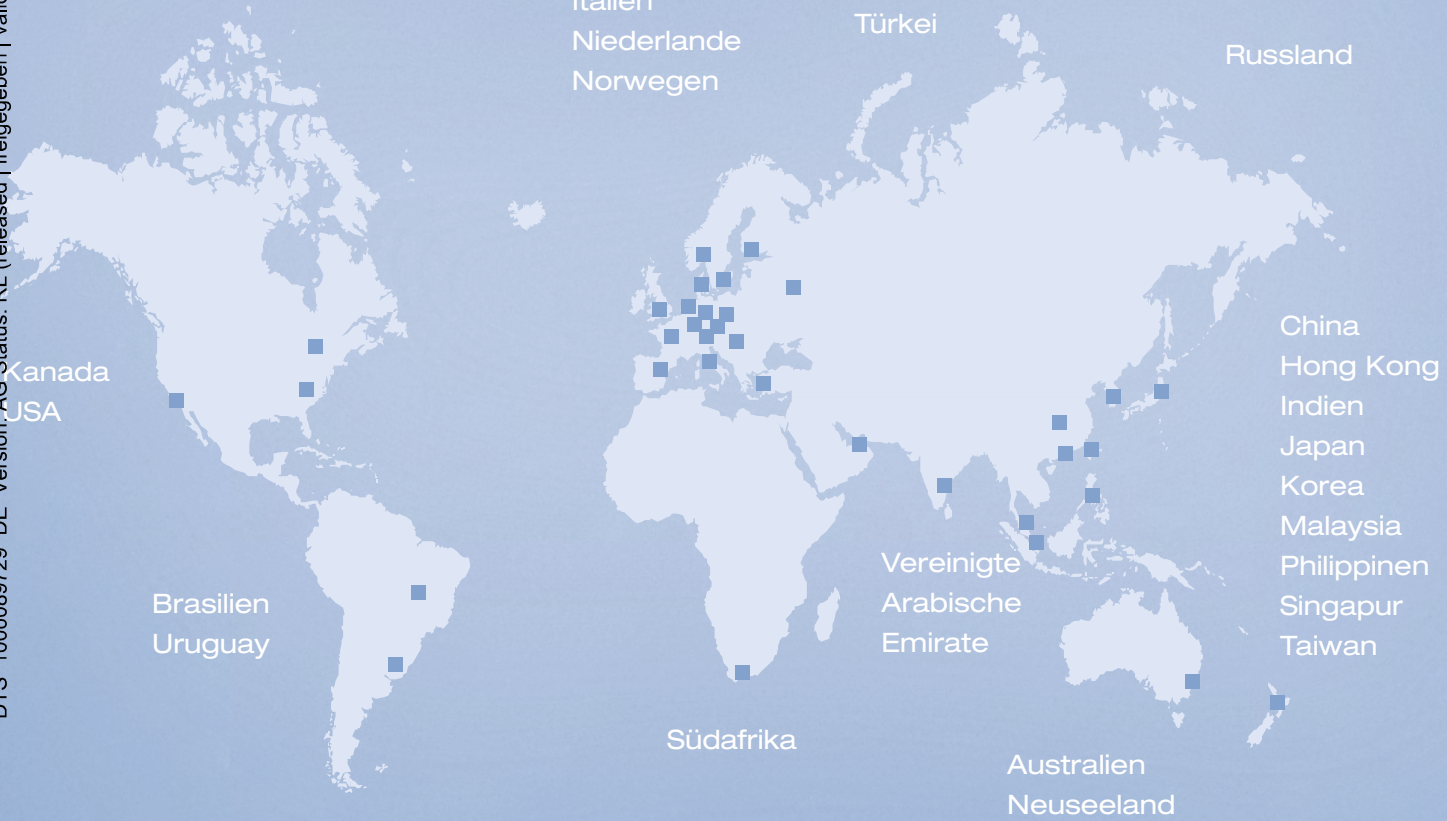 Italien
Niederlande
Norwegen
Türkei
Russland
Kanada
USA
China
Hong Kong
Indien
Japan
Korea
Malaysia
Philippinen
Singapur
Taiwan
Brasilien
Uruguay
Vereinigte
Arabische
Emirate
Südafrika
Australien
Neuseeland